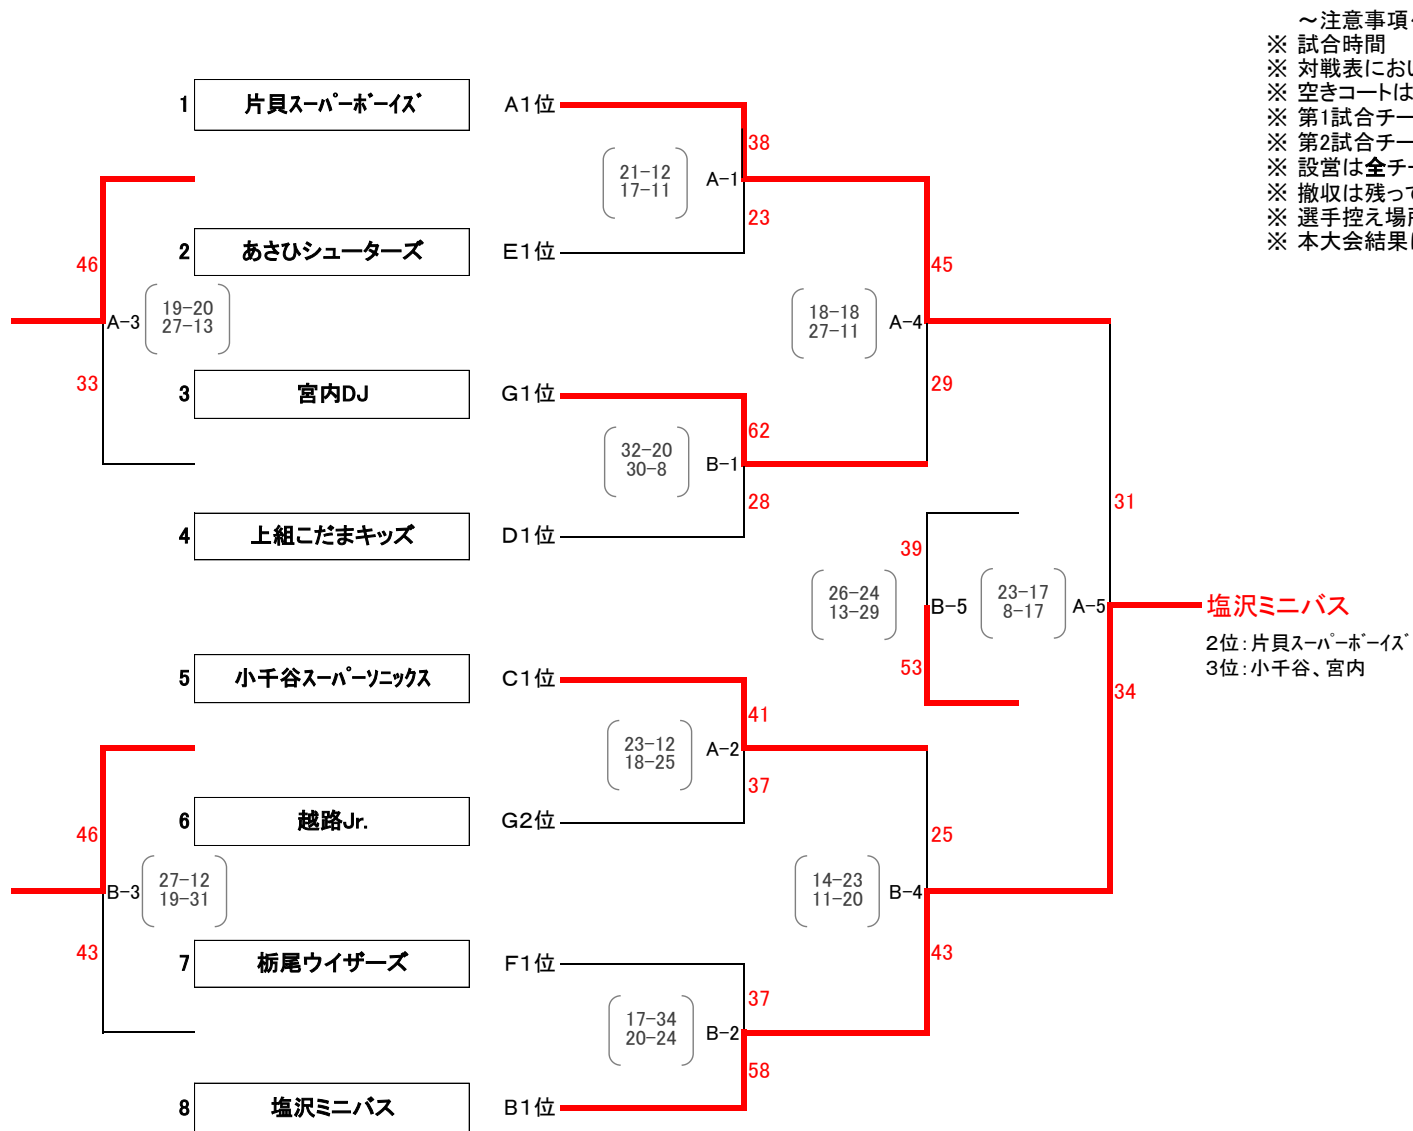 ～注意事項
※ 試合時間
※ 対戦表にお
※ 空きコートは
※ 第1試合チー
※ 第2試合チー
※ 設営は全チー
※ 撤収は残って
※ 選手控え場所
※ 本大会結果は
1 片貝スーパーボーイズ A1位
38
21-12
17-11
A-1
23
2 あさひシューターズ E1位
46
19-20
27-13
A-3
33
45
18-18
27-11
A-4
29
3 宮内DJ G1位
62
32-20
30-8
B-1
28
4 上組こだまキッズ D1位
31
39
26-24
13-29
B-5
53
23-17
8-17
A-5
34
塩沢ミニバス
2位：片貝スーパーボーイズ
3位：小千谷、宮内
5 小千谷スーパーソニックス C1位
41
23-12
18-25
A-2
37
6 越路Jr. G2位
46
27-12
19-31
B-3
43
25
14-23
11-20
B-4
43
7 栃尾ウイザーズ F1位
37
17-34
20-24
B-2
58
8 塩沢ミニバス B1位